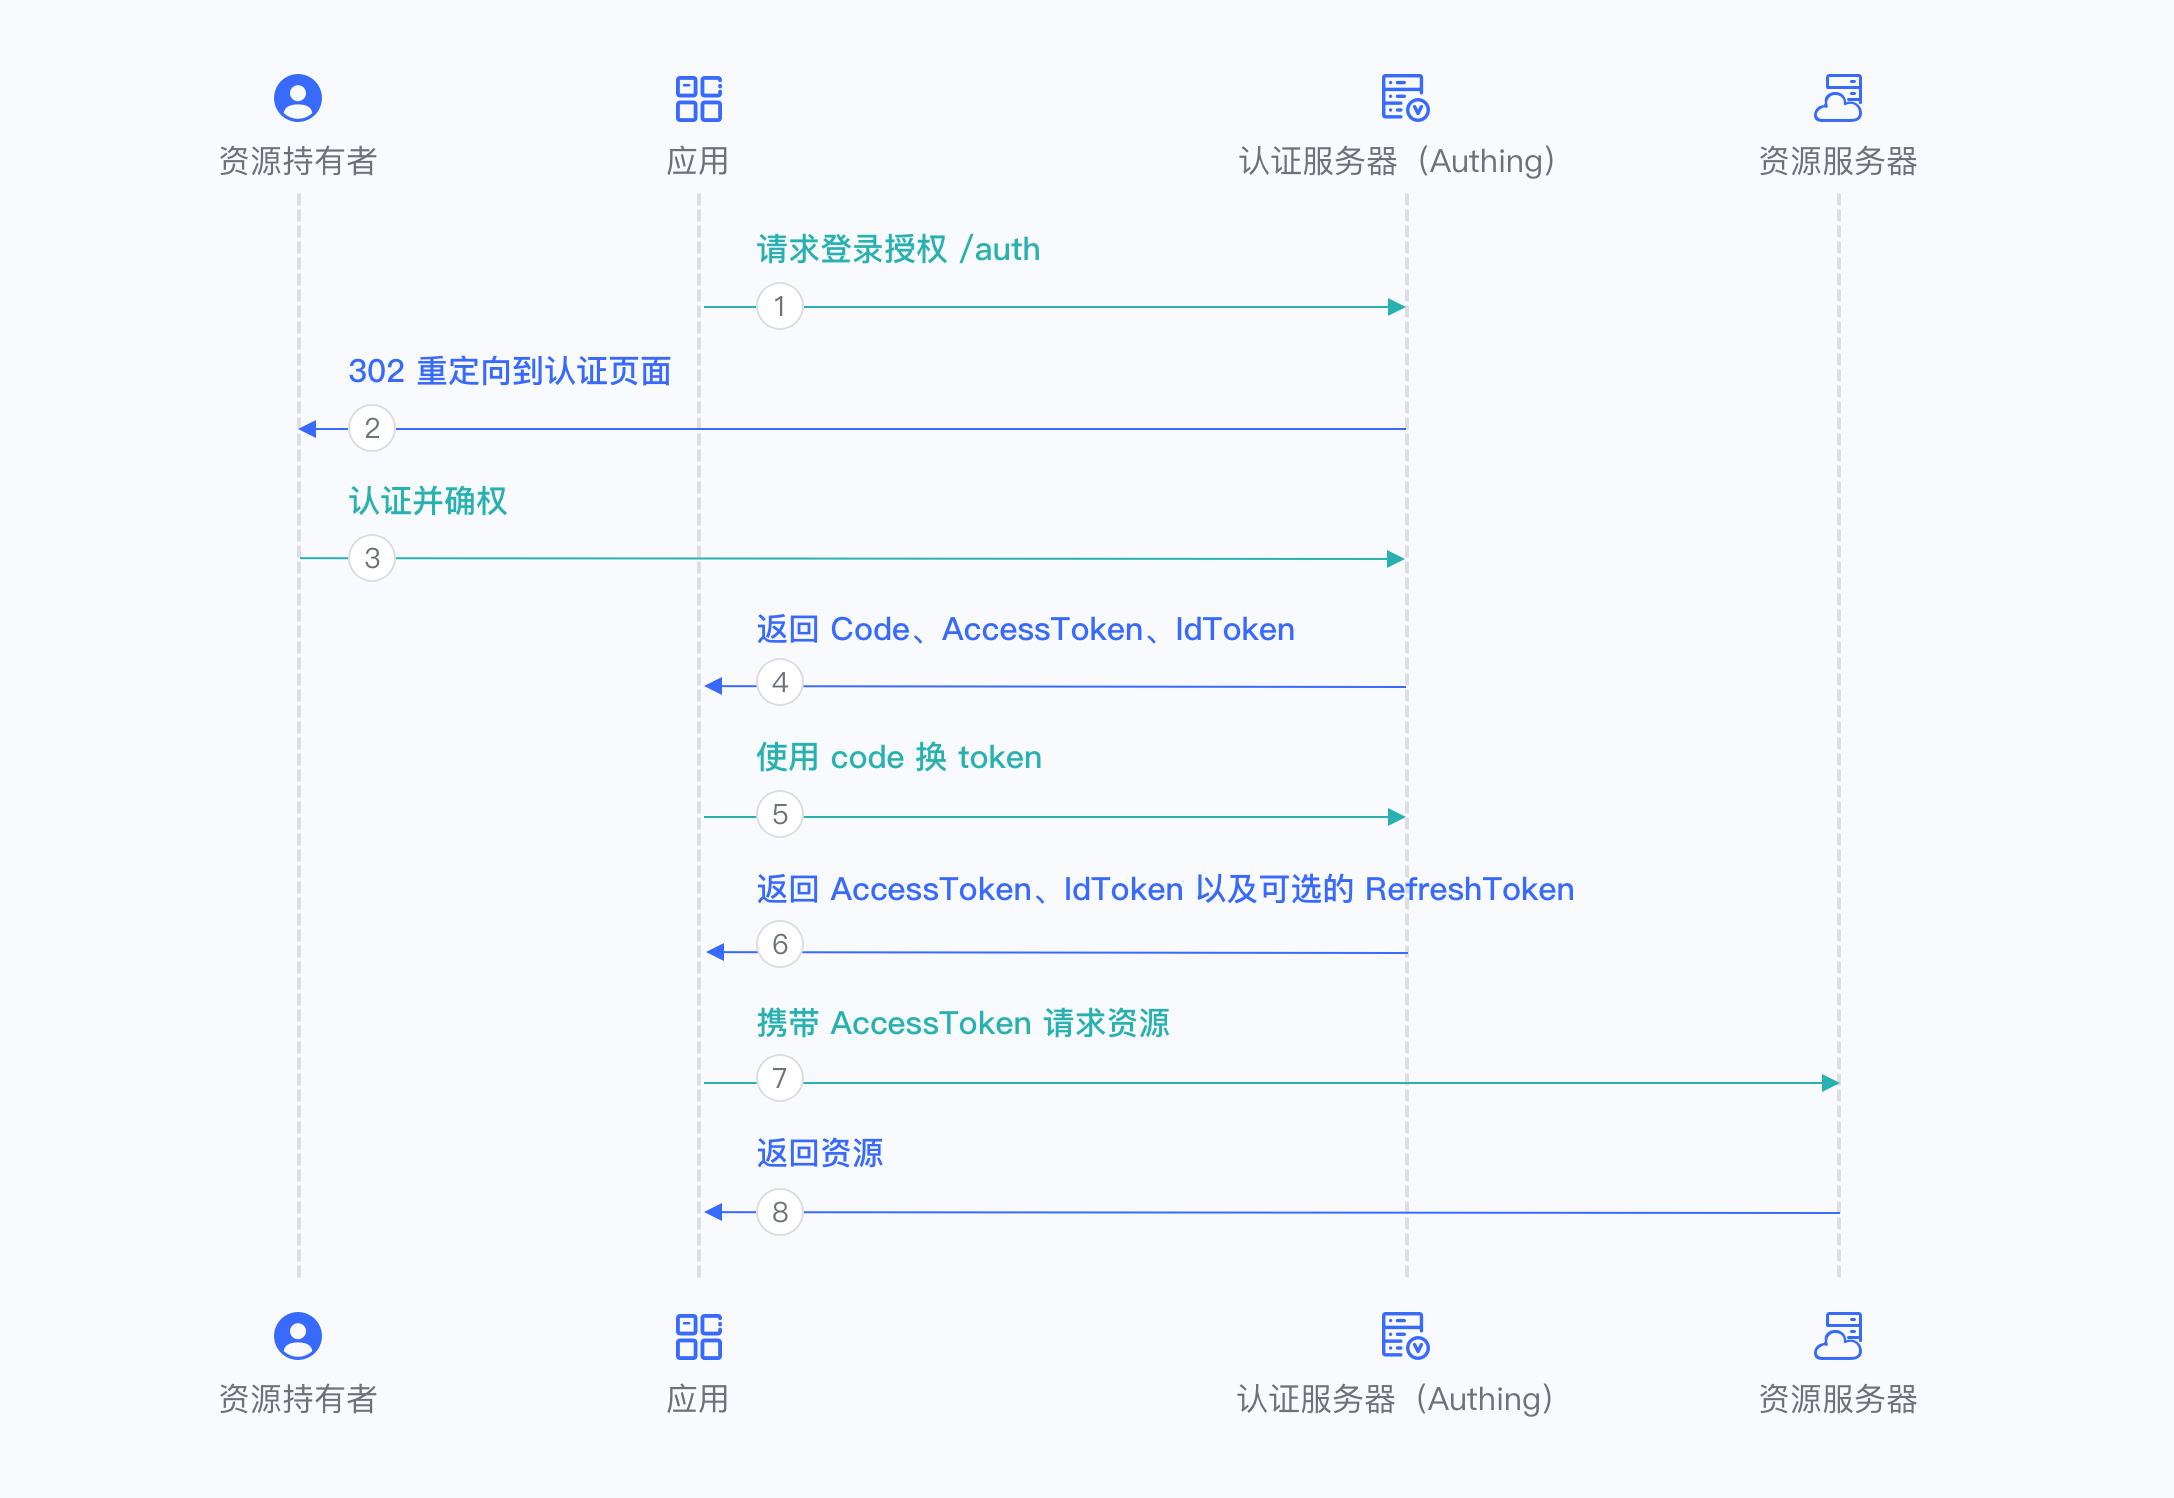 资源持有者
应用
认证服务器（Authing）
资源服务器
请求登录授权 /auth
1
302 重定向到认证页面
2
认证并确权
3
返回 Code、AccessToken、IdToken
4
使用 code 换 token
5
返回 AccessToken、IdToken 以及可选的 RefreshToken
6
携带 AccessToken 请求资源
7
返回资源
8
资源持有者
应用
认证服务器（Authing）
资源服务器